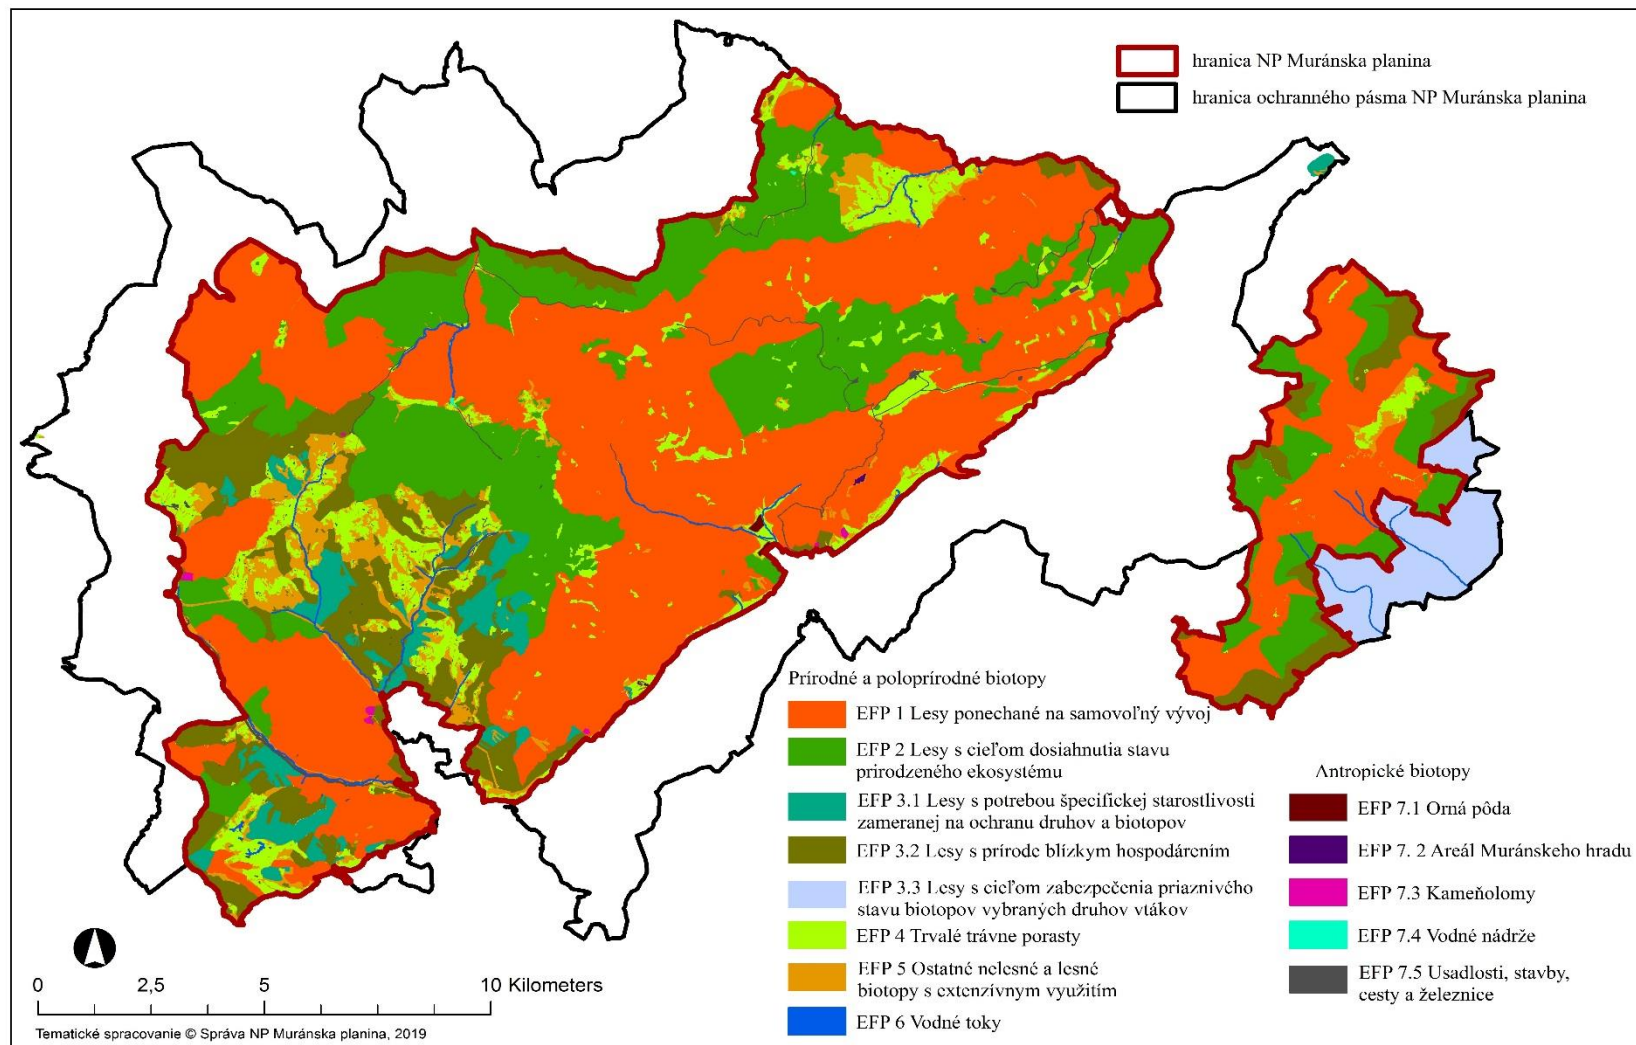 hranica NP Muránska planina
hranica ochranného pásma NP Muránska planina
Prírodné a poloprírodné biotopy
EFP 1 Lesy ponechané na samovoľný vývoj
EFP 2 Lesy s cieľom dosiahnutia stavu
prirodzeného ekosystému
EFP 3.1 Lesy s potrebou špecifickej starostlivosti
zameranej na ochranu druhov a biotopov
EFP 3.2 Lesy s prírode blízkym hospodárením
EFP 3.3 Lesy s cieľom zabezpečenia priaznivého
stavu biotopov vybraných druhov vtákov
EFP 4 Trvalé trávne porasty
EFP 5 Ostatné nelesné a lesné
biotopy s extenzívnym využitím
EFP 6 Vodné toky
Antropické biotopy
EFP 7.1 Orná pôda
EFP 7. 2 Areál Muránskeho hradu
EFP 7.3 Kameňolomy
EFP 7.4 Vodné nádrže
EFP 7.5 Usadlosti, stavby,
cesty a železnice
0 2,5 5 10 Kilometers
Tematické spracovanie © Správa NP Muránska planina, 2019